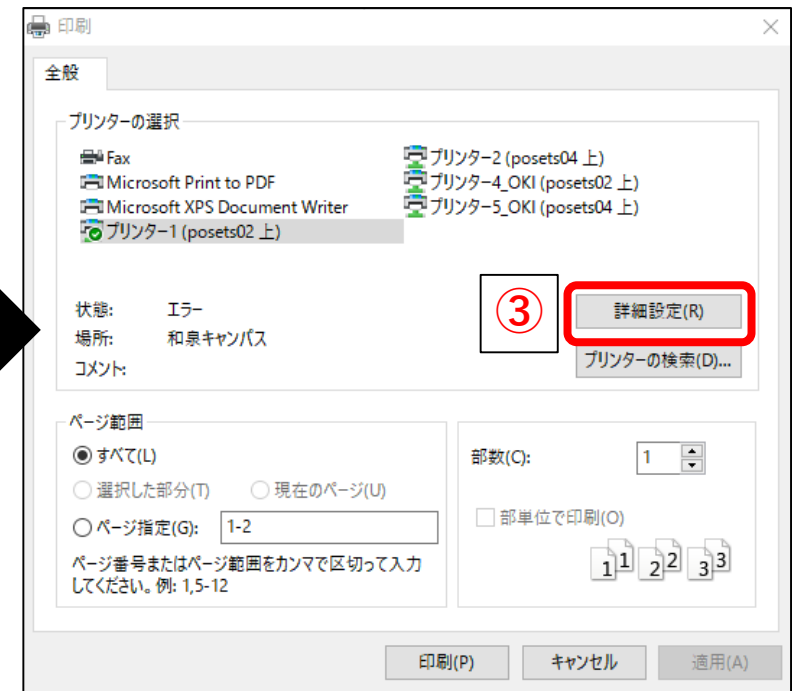 印刷
全般
プリンターの選択
Fax
Microsoft Print to PDF
Microsoft XPS Document Writer
プリンター1 (posets02 上)
プリンター2 (posets04 上)
プリンター4_OKI (posets02 上)
プリンター5_OKI (posets04 上)
状態: エラー
場所: 和泉キャンパス
コメント:
③
詳細設定(R)
プリンターの検索(D)...
ページ範囲
すべて(L)
選択した部分(T) 現在のページ(U)
ページ指定(G): 1-2
ページ番号またはページ範囲をカンマで区切って入力
してください。例: 1,5-12
部数(C): 1
部単位で印刷(O)
1 1 2 2 3 3
印刷(P) キャンセル 適用(A)